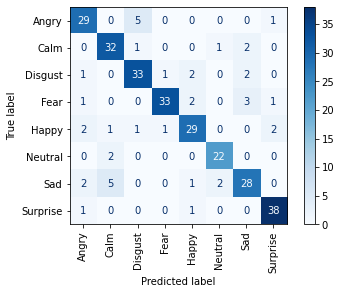 Angry 29 0 5 0 0 0 0 1
Calm 0 32 1 0 0 1 2 0
Disgust 1 0 33 1 2 0 2 0
Fear 1 0 0 33 2 0 3 1
Happy 2 1 1 1 29 0 0 2
Neutral 0 2 0 0 0 22 0 0
Sad 2 5 0 0 1 2 28 0
Surprise 1 0 0 0 1 0 0 38
Angry Calm Disgust Fear Happy Neutral Sad Surprise
Predicted label
True label
35
30
25
20
15
10
5
0